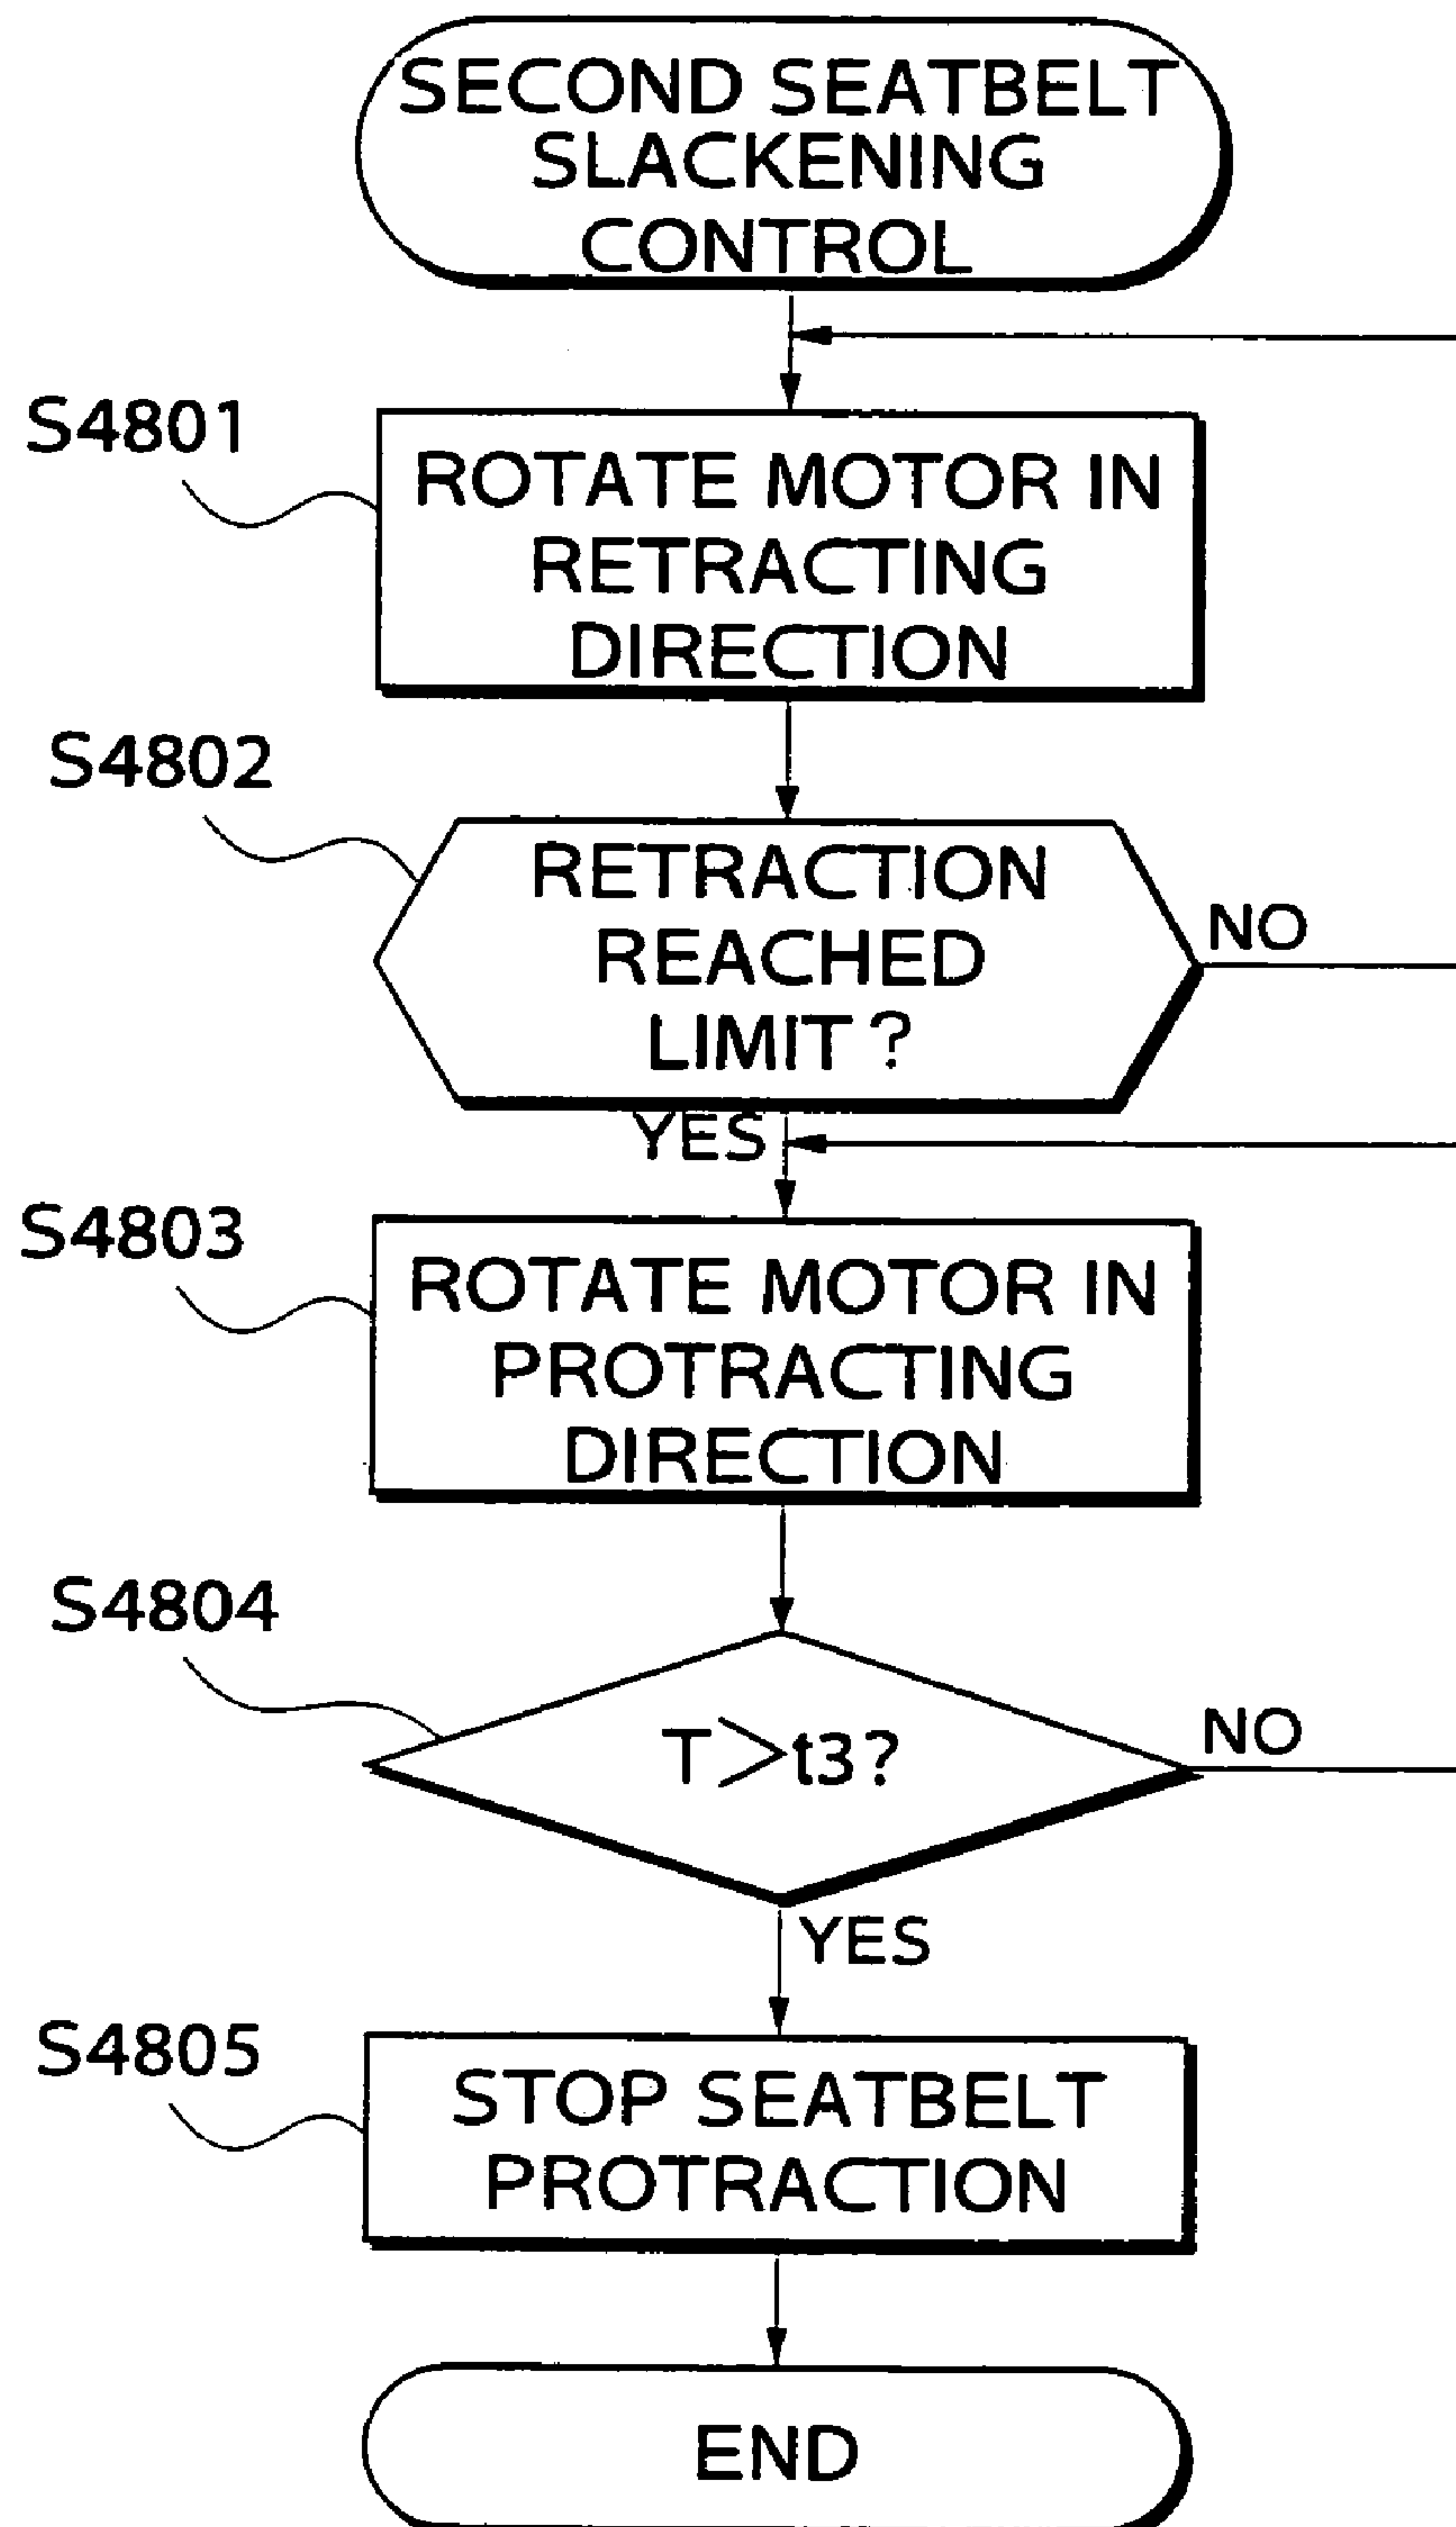 SECOND SEATBELT
SLACKENING
CONTROL
S4801
ROTATE MOTOR IN
RETRACTING
DIRECTION
S4802
RETRACTION
REACHED
LIMIT ?
NO
YES
S4803
ROTATE MOTOR IN
PROTRACTING
DIRECTION
S4804
T>t3?
NO
YES
S4805
STOP SEATBELT
PROTRACTION
END